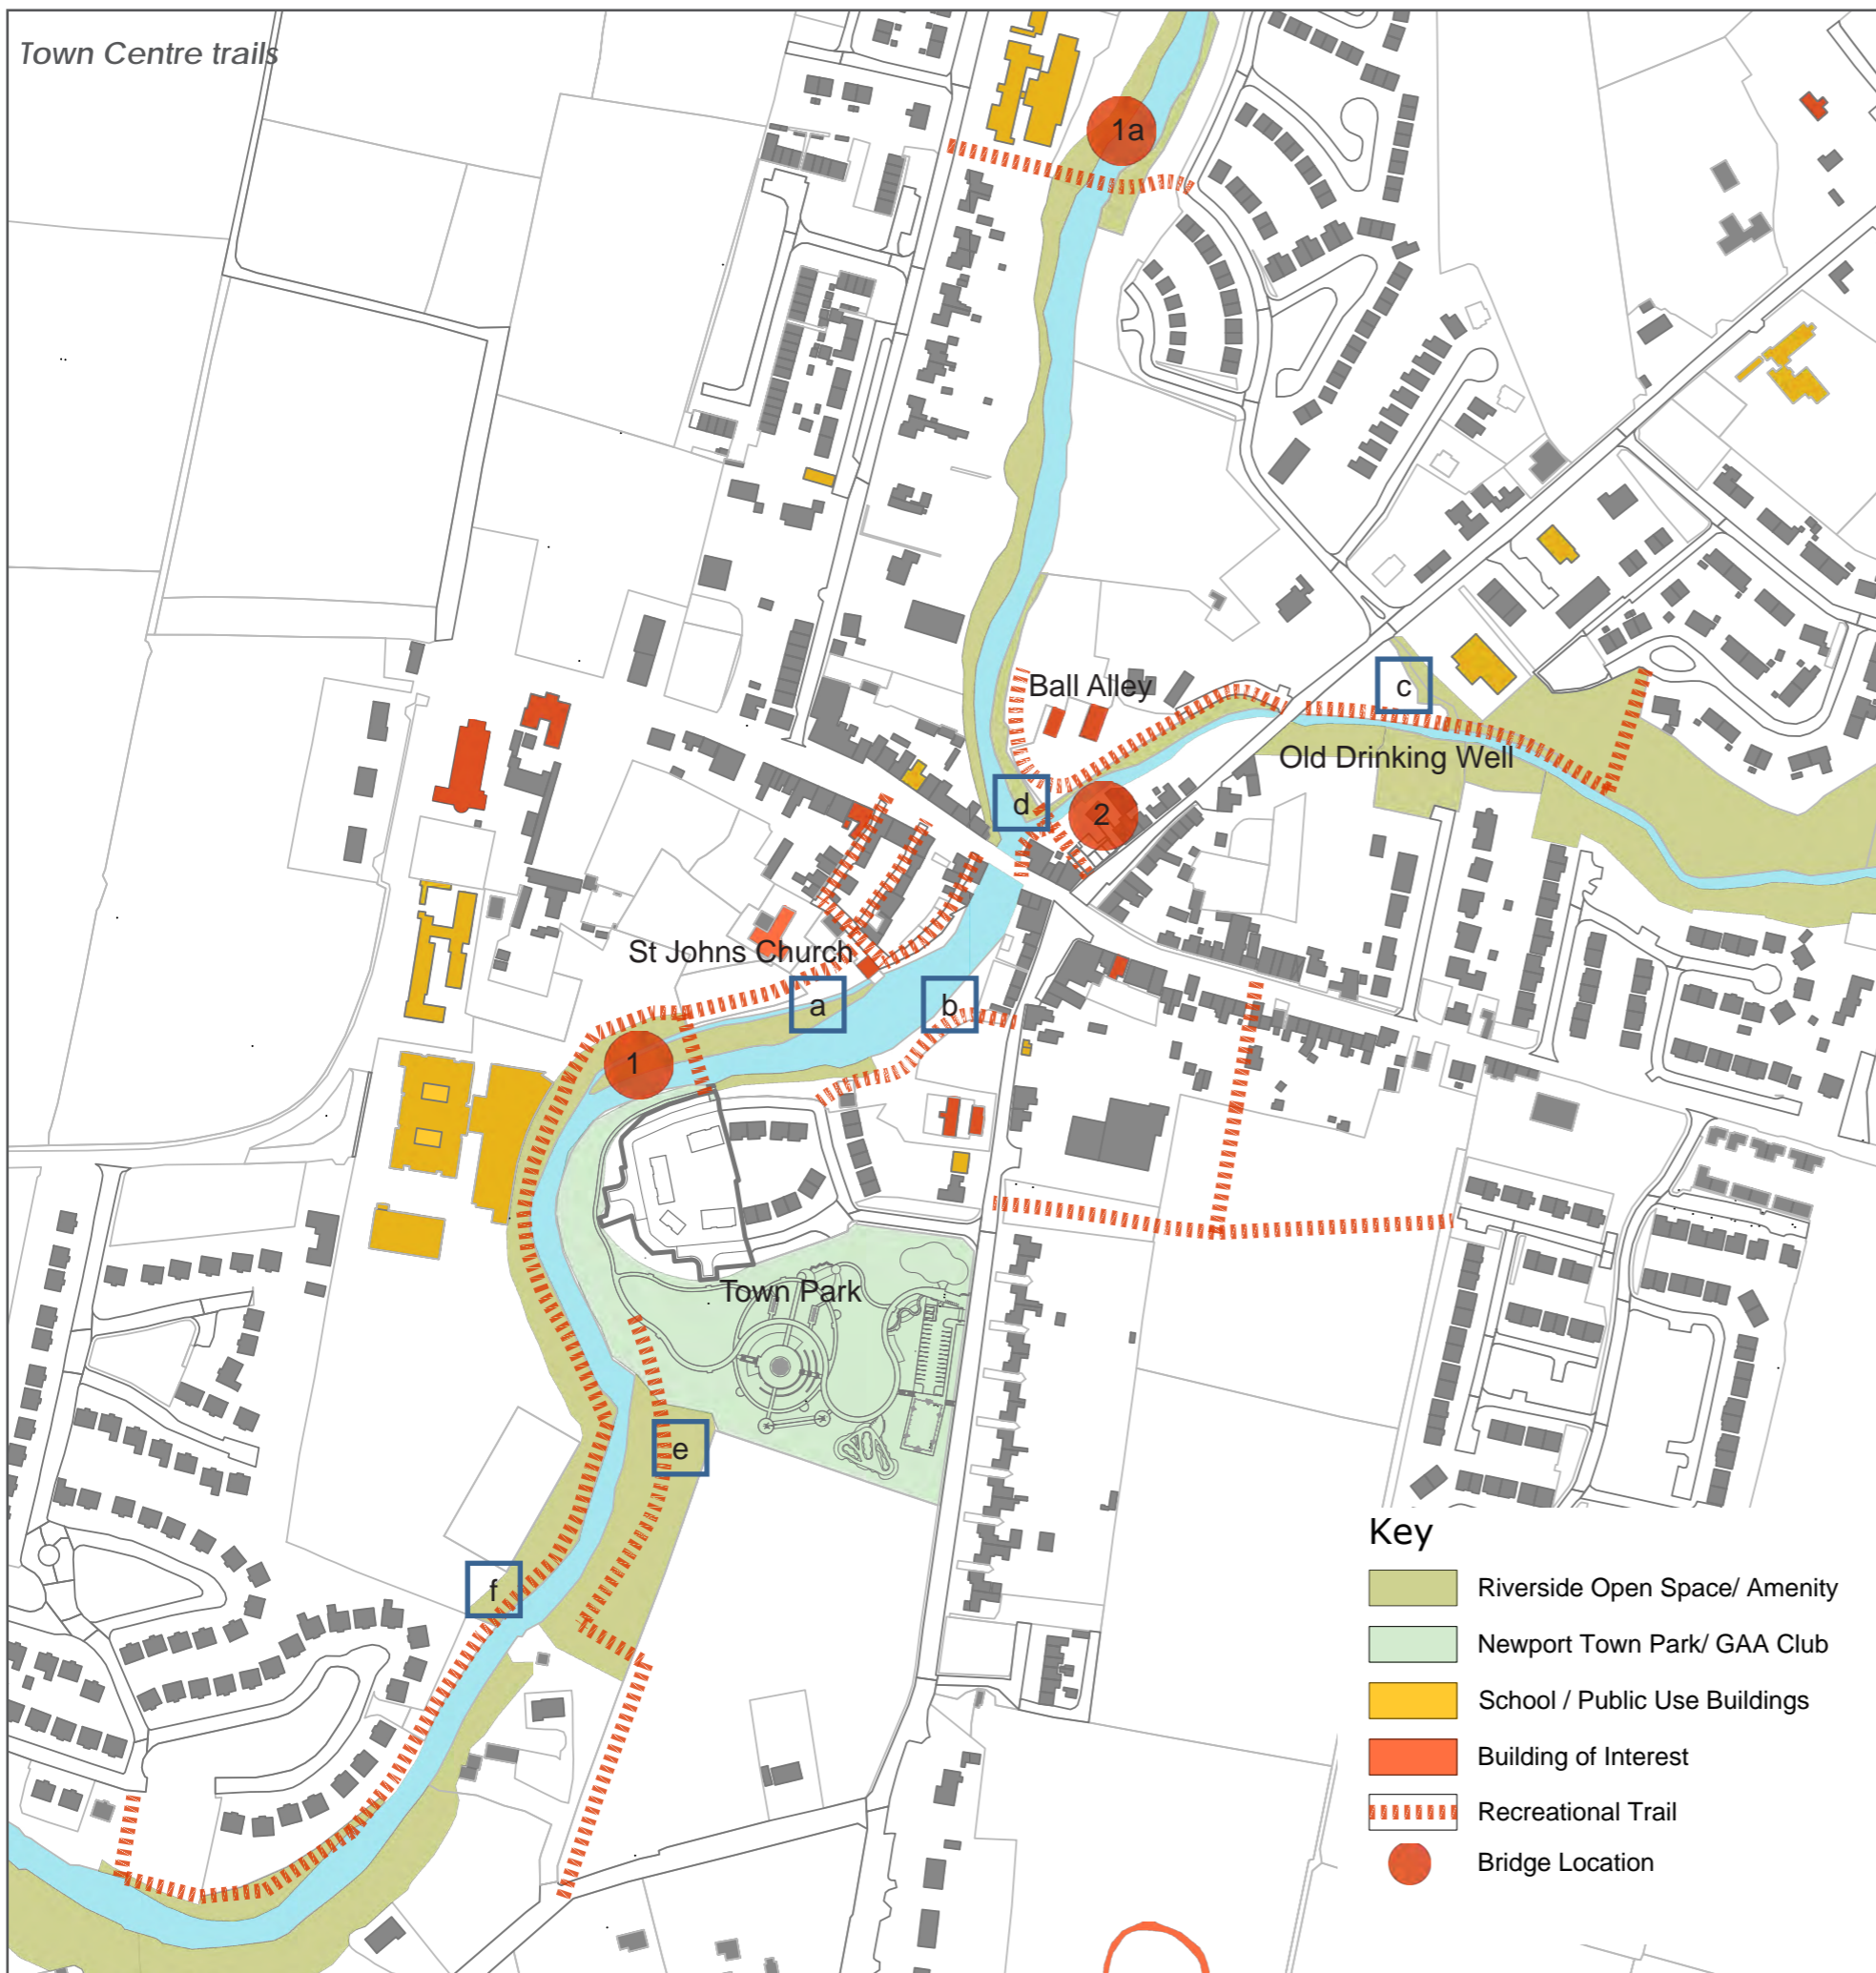 Town Centre trails
1a
Ball Alley
c
Old Drinking Well
d
2
St Johns Church
a
b
1
Town Park
e
f
Key
Riverside Open Space/ Amenity
Newport Town Park/ GAA Club
School / Public Use Buildings
Building of Interest
Recreational Trail
Bridge Location